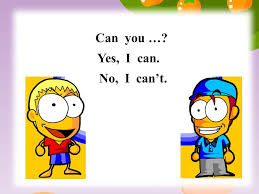 Can you ...?
Yes, I can.
No, I can't.